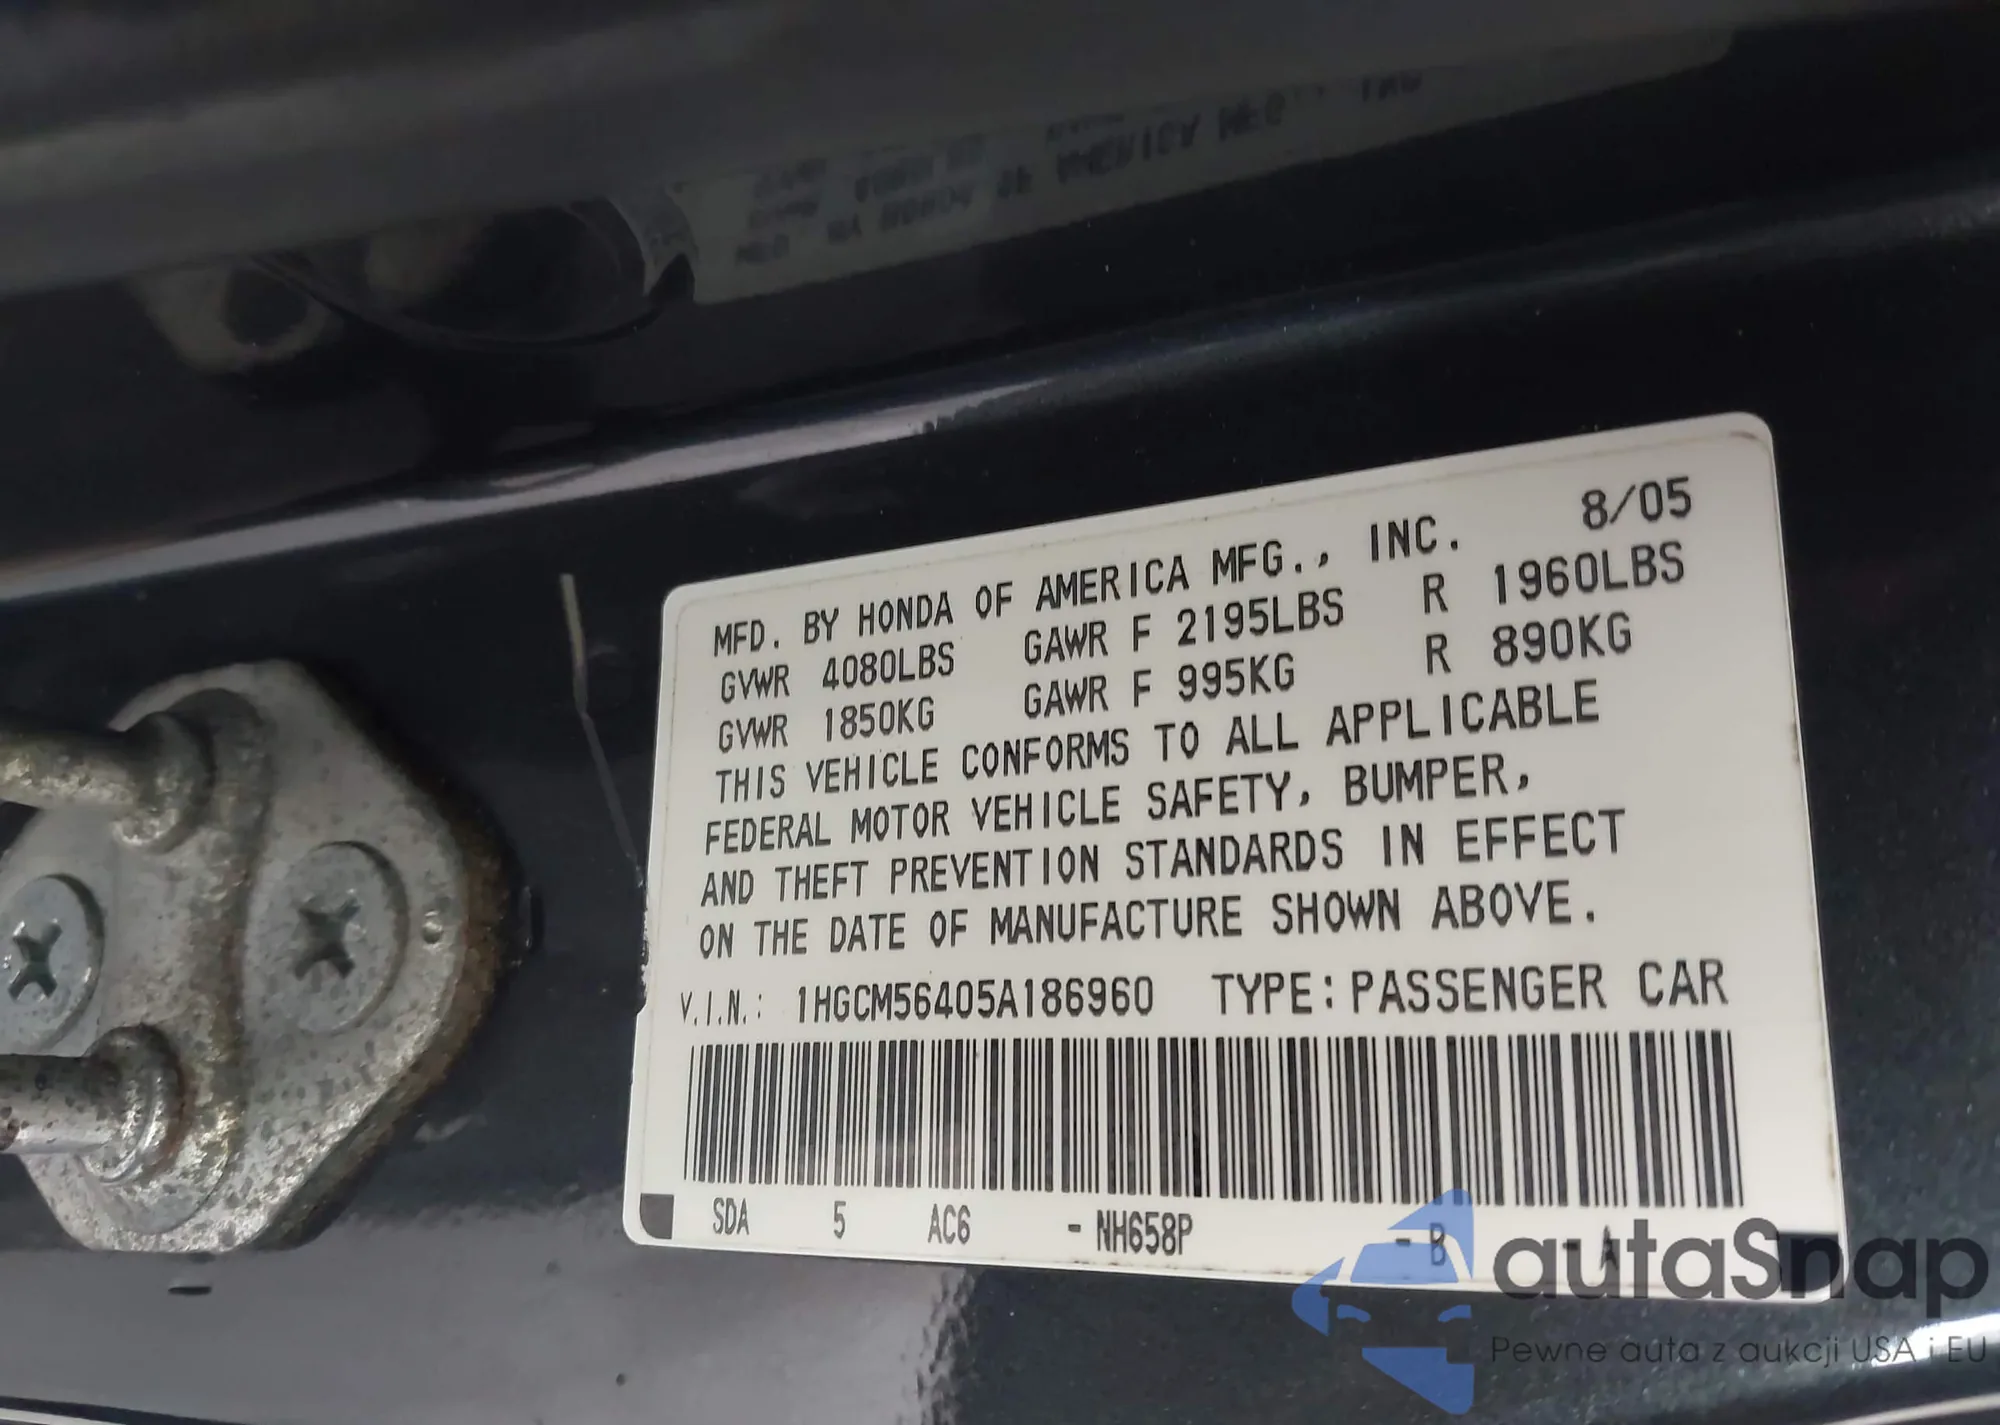 MFD. BY HONDA OF AMERICA MFG., INC. 8/05
GVWR 4080LBS GAWR F 2195LBS R 1960LBS
GVWR 1850KG GAWR F 995KG R 890KG
THIS VEHICLE CONFORMS TO ALL APPLICABLE
FEDERAL MOTOR VEHICLE SAFETY, BUMPER,
AND THEFT PREVENTION STANDARDS IN EFFECT
ON THE DATE OF MANUFACTURE SHOWN ABOVE.
V.I.N.: 1HGCM56405A186960 TYPE: PASSENGER CAR
SDA 5 AC6 - NH658P - B - A
autaSnap
Pewne auta z aukcji USA i EU